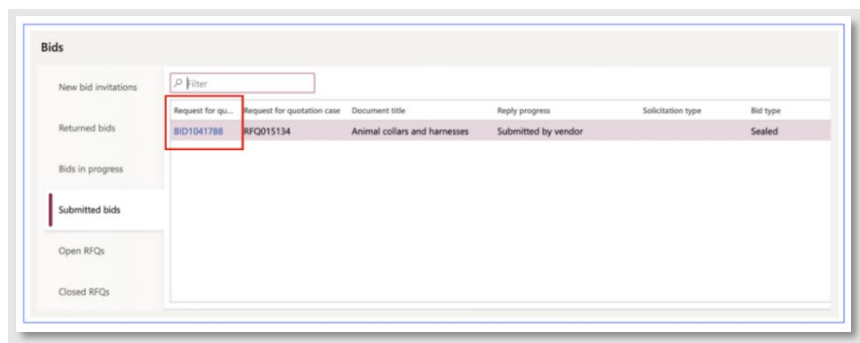 Bids
New bid invitations
Returned bids
Bids in progress
Submitted bids
Open RFQs
Closed RFQs
Filter
Request for qu... Request for quotation case Document title Reply progress Solicitation type Bid type
BID1041788 RFQ015134 Animal collars and harnesses Submitted by vendor Sealed